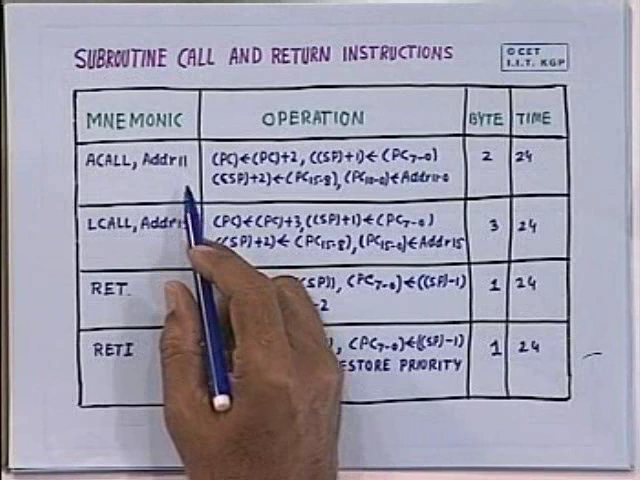 SUBROUTINE CALL AND RETURN INSTRUCTIONS
© CET
I.I.T. KGP
MNEMONIC OPERATION BYTE TIME
ACALL, Addr11 (PC)←(PC)+2, ((SP)+1)←(PC7-0) 2 24
((SP)+2)←(PC15-8), (PC10-0)←Addr10-0
LCALL, Addr15 (PC)←(PC)+3, ((SP)+1)←(PC7-0) 3 24
((SP)+2)←(PC15-8), (PC15-0)←Addr15
RET (SP)), (PC7-0)←((SP)-1) 1 24
-2
RETI ), (PC7-0)←((SP)-1) 1 24
ESTORE PRIORITY